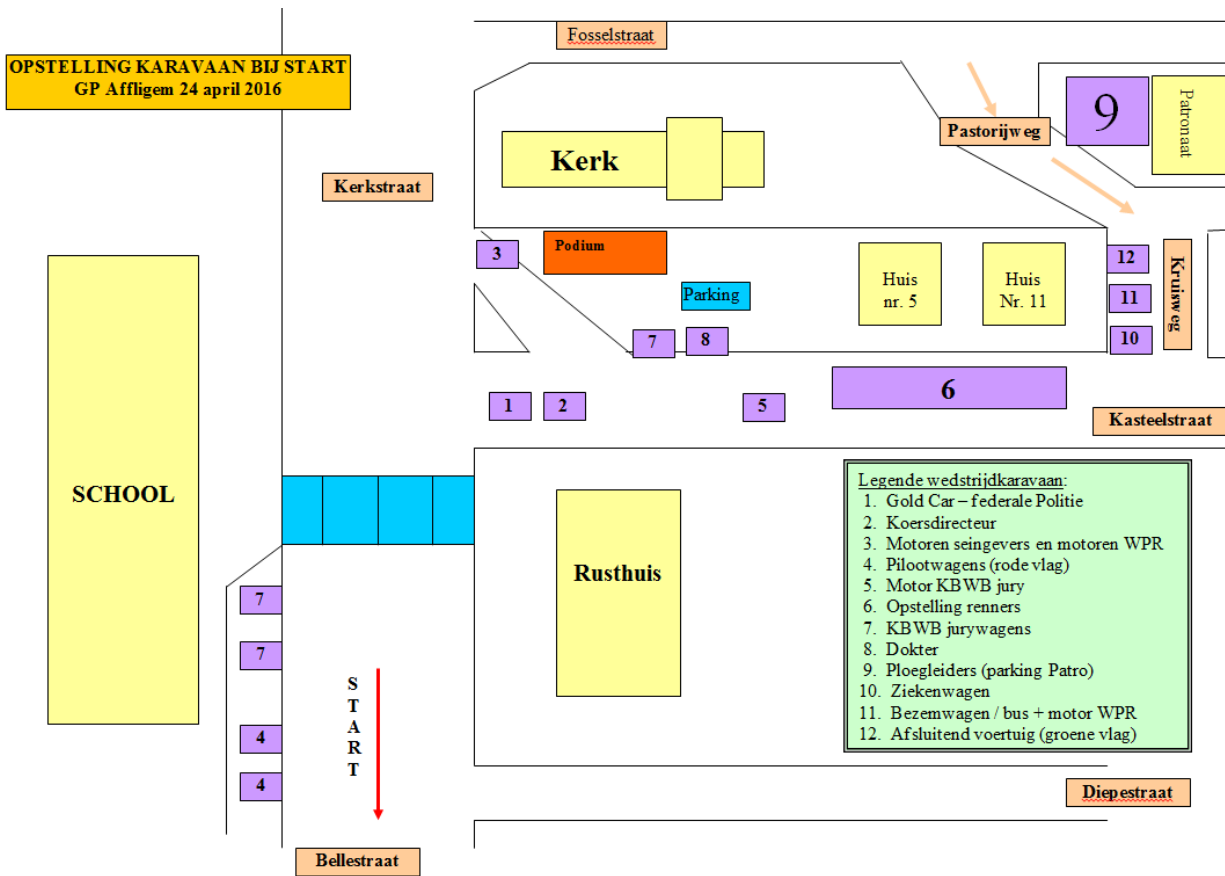 OPSTELLING KARAVAAN BIJ START
GP Affligem 24 april 2016
Fosselstraat
Pastorijweg
9
Patronaat
Kerk
Kerkstraat
3
Podium
Parking
Huis
nr. 5
Huis
Nr. 11
12
11
10
Kruisweg
7
8
1
2
5
6
Kasteelstraat
SCHOOL
Rusthuis
Legende wedstrijdkaravaan:
1. Gold Car – federale Politie
2. Koersdirecteur
3. Motoren seingevers en motoren WPR
4. Pilootwagens (rode vlag)
5. Motor KBWB jury
6. Opstelling renners
7. KBWB jurywagens
8. Dokter
9. Ploegleiders (parking Patro)
10. Ziekenwagen
11. Bezemwagen / bus + motor WPR
12. Afsluitend voertuig (groene vlag)
7
7
4
4
START
Diepestraat
Bellestraat